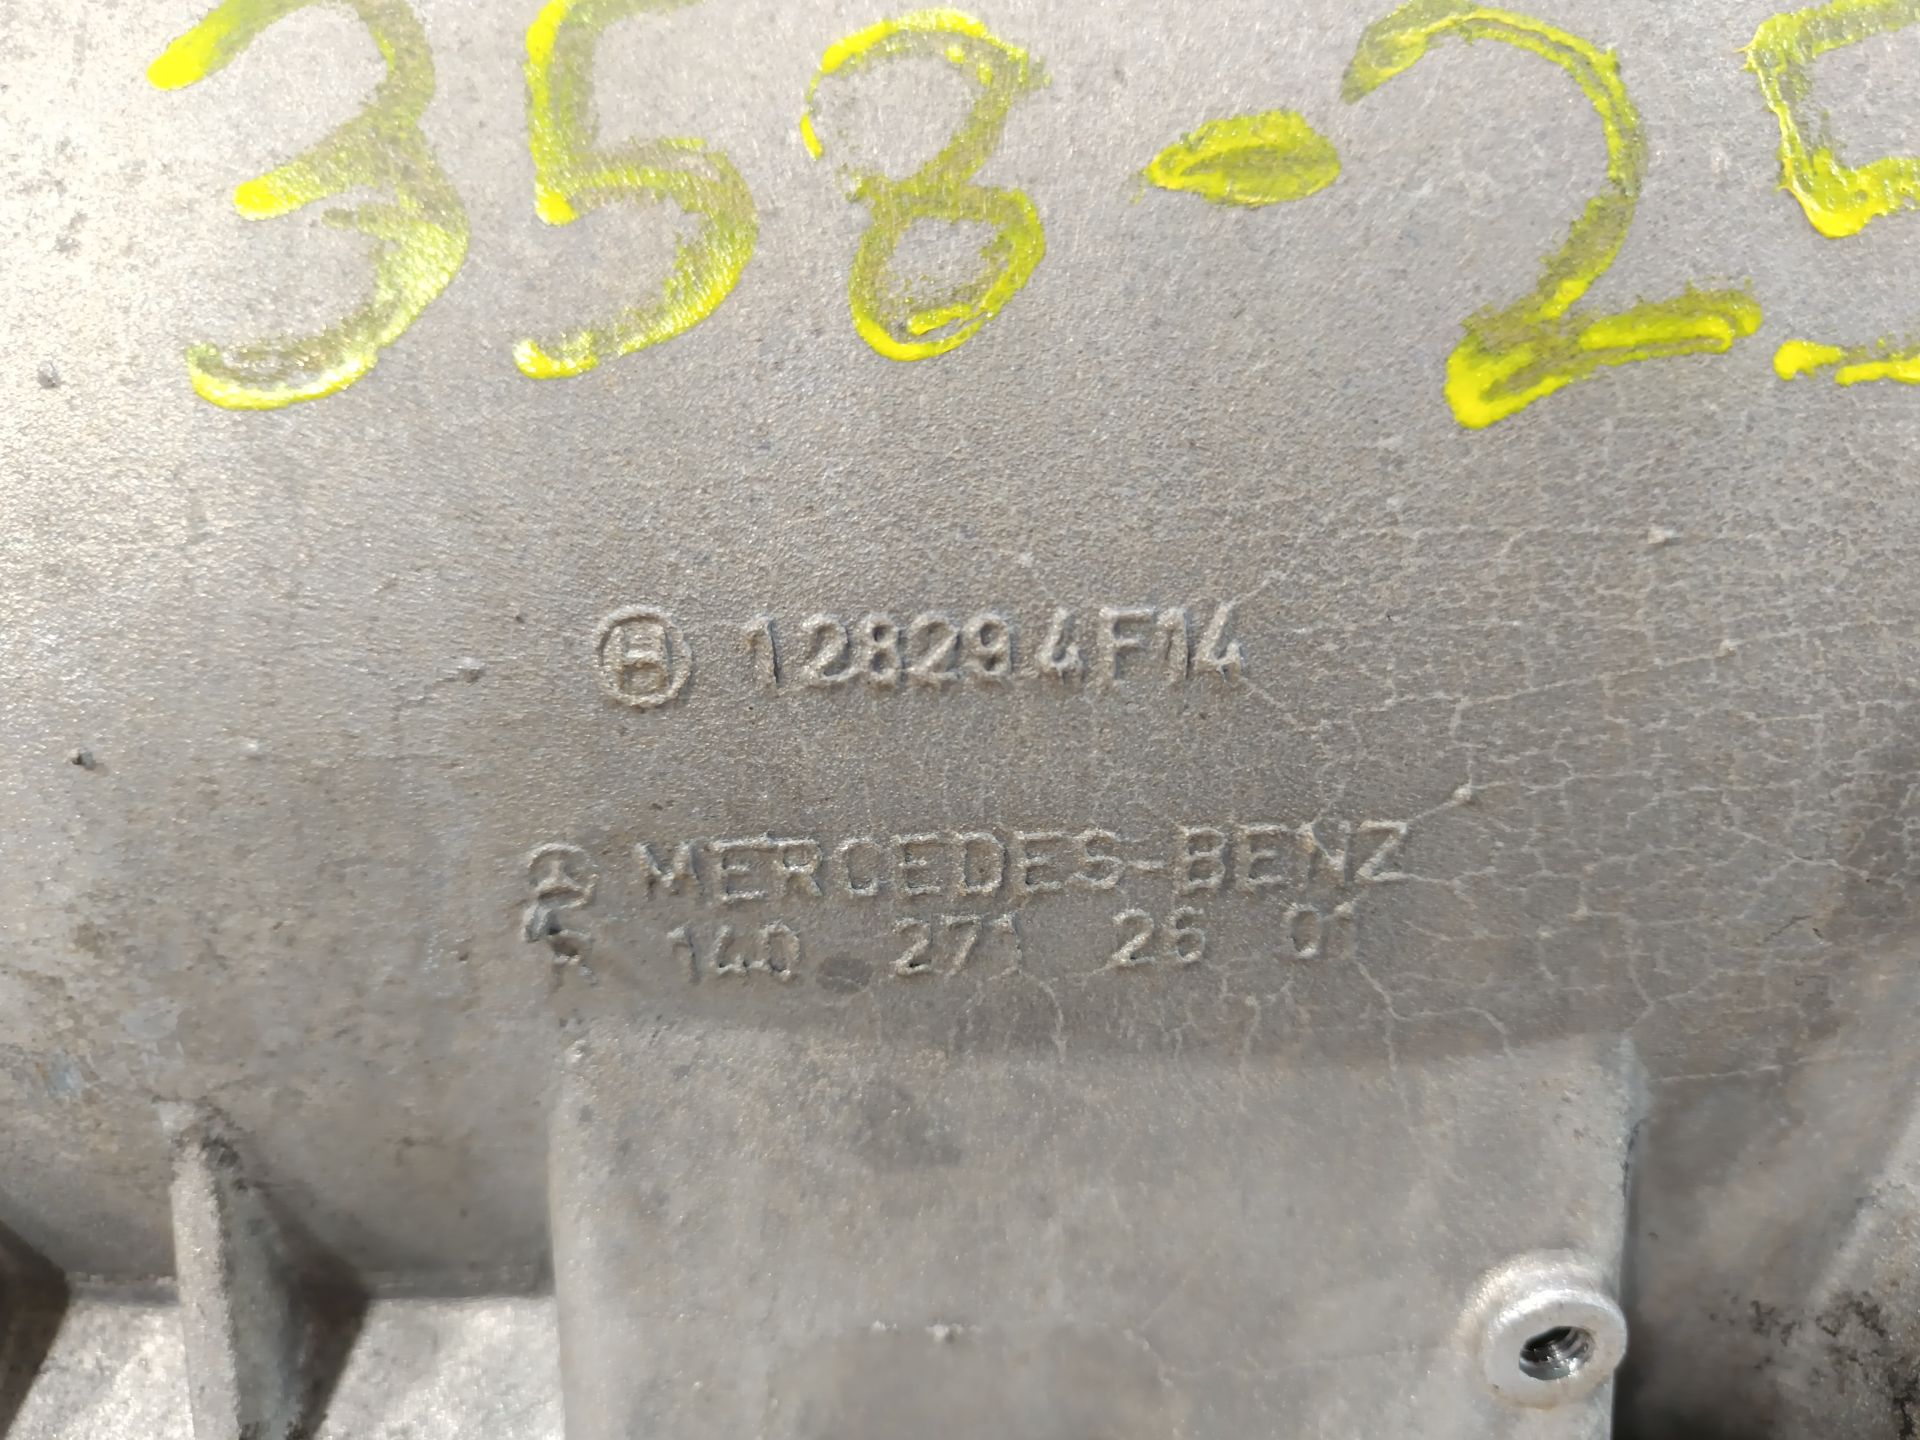 358-25
H 128294F14
MERCEDES-BENZ
R 140 271 26 01